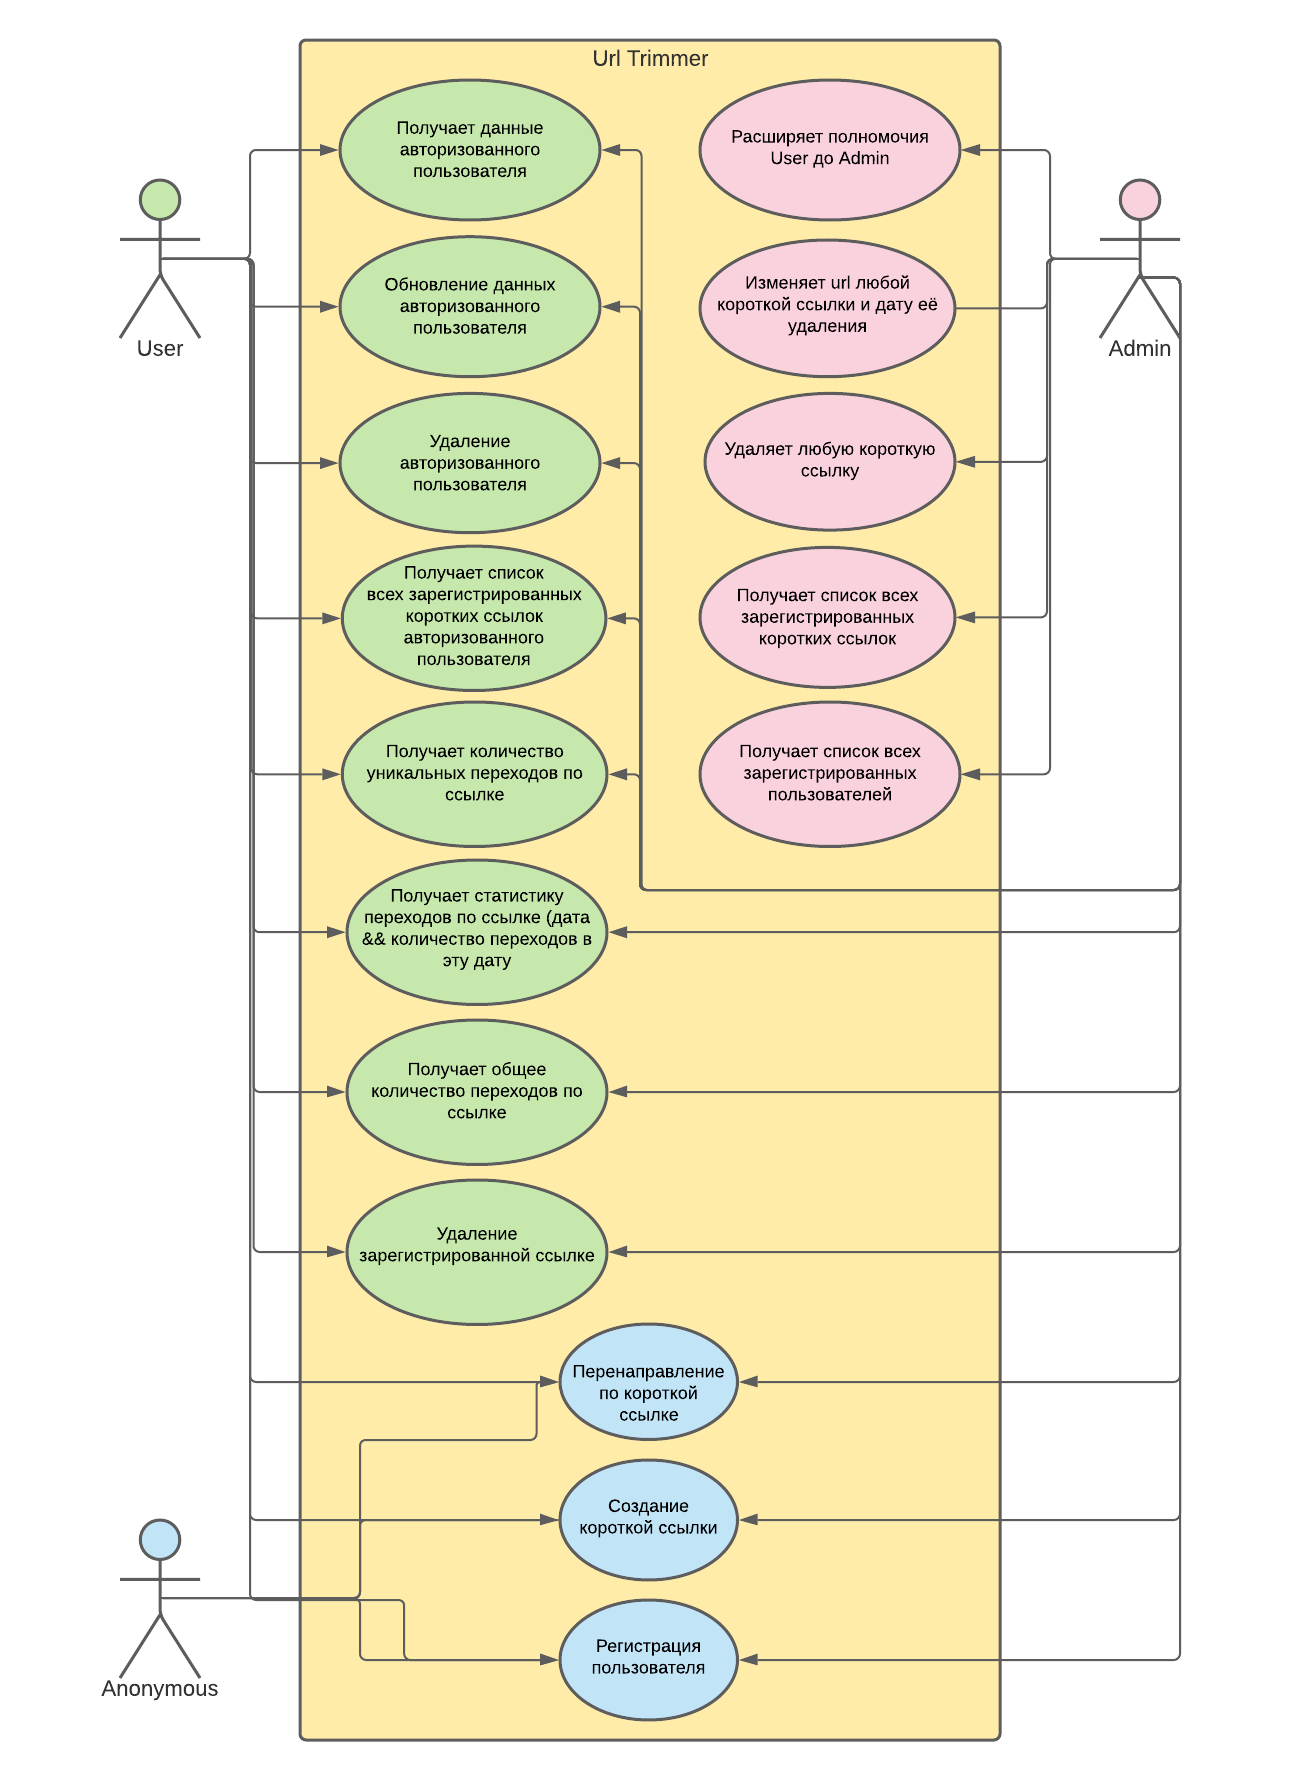 Url Trimmer
Получает данные
авторизованного
пользователя
Расширяет полномочия
User до Admin
User
Обновление данных
авторизованного
пользователя
Изменяет url любой
короткой ссылки и дату её
удаления
Admin
Удаление
авторизованного
пользователя
Удаляет любую короткую
ссылку
Получает список
всех зарегистрированных
коротких ссылок
авторизованного
пользователя
Получает список всех
зарегистрированных
коротких ссылок
Получает количество
уникальных переходов по
ссылке
Получает список всех
зарегистрированных
пользователей
Получает статистику
переходов по ссылке (дата
&& количество переходов в
эту дату
Получает общее
количество переходов по
ссылке
Удаление
зарегистрированной ссылке
Перенаправление
по короткой
ссылке
Создание
короткой ссылки
Регистрация
пользователя
Anonymous